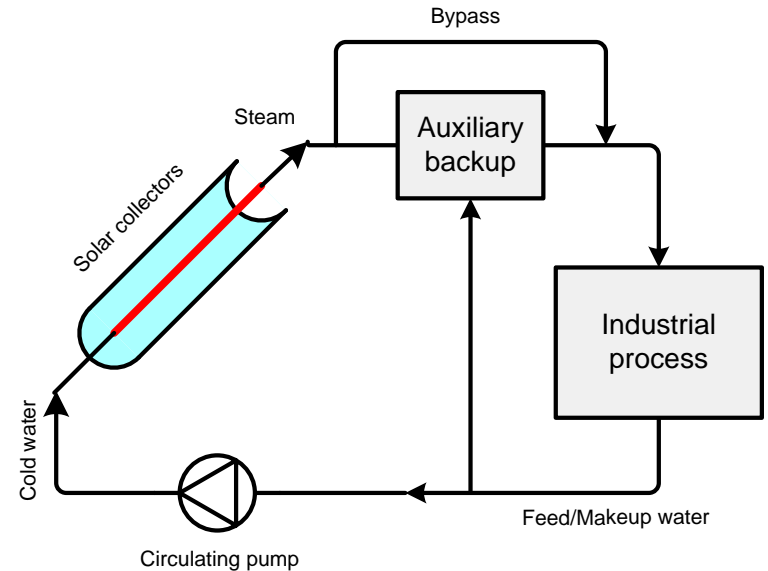 Bypass
Steam
Auxiliary
backup
Solar collectors
Industrial
process
Cold water
Feed/Makeup water
Circulating pump